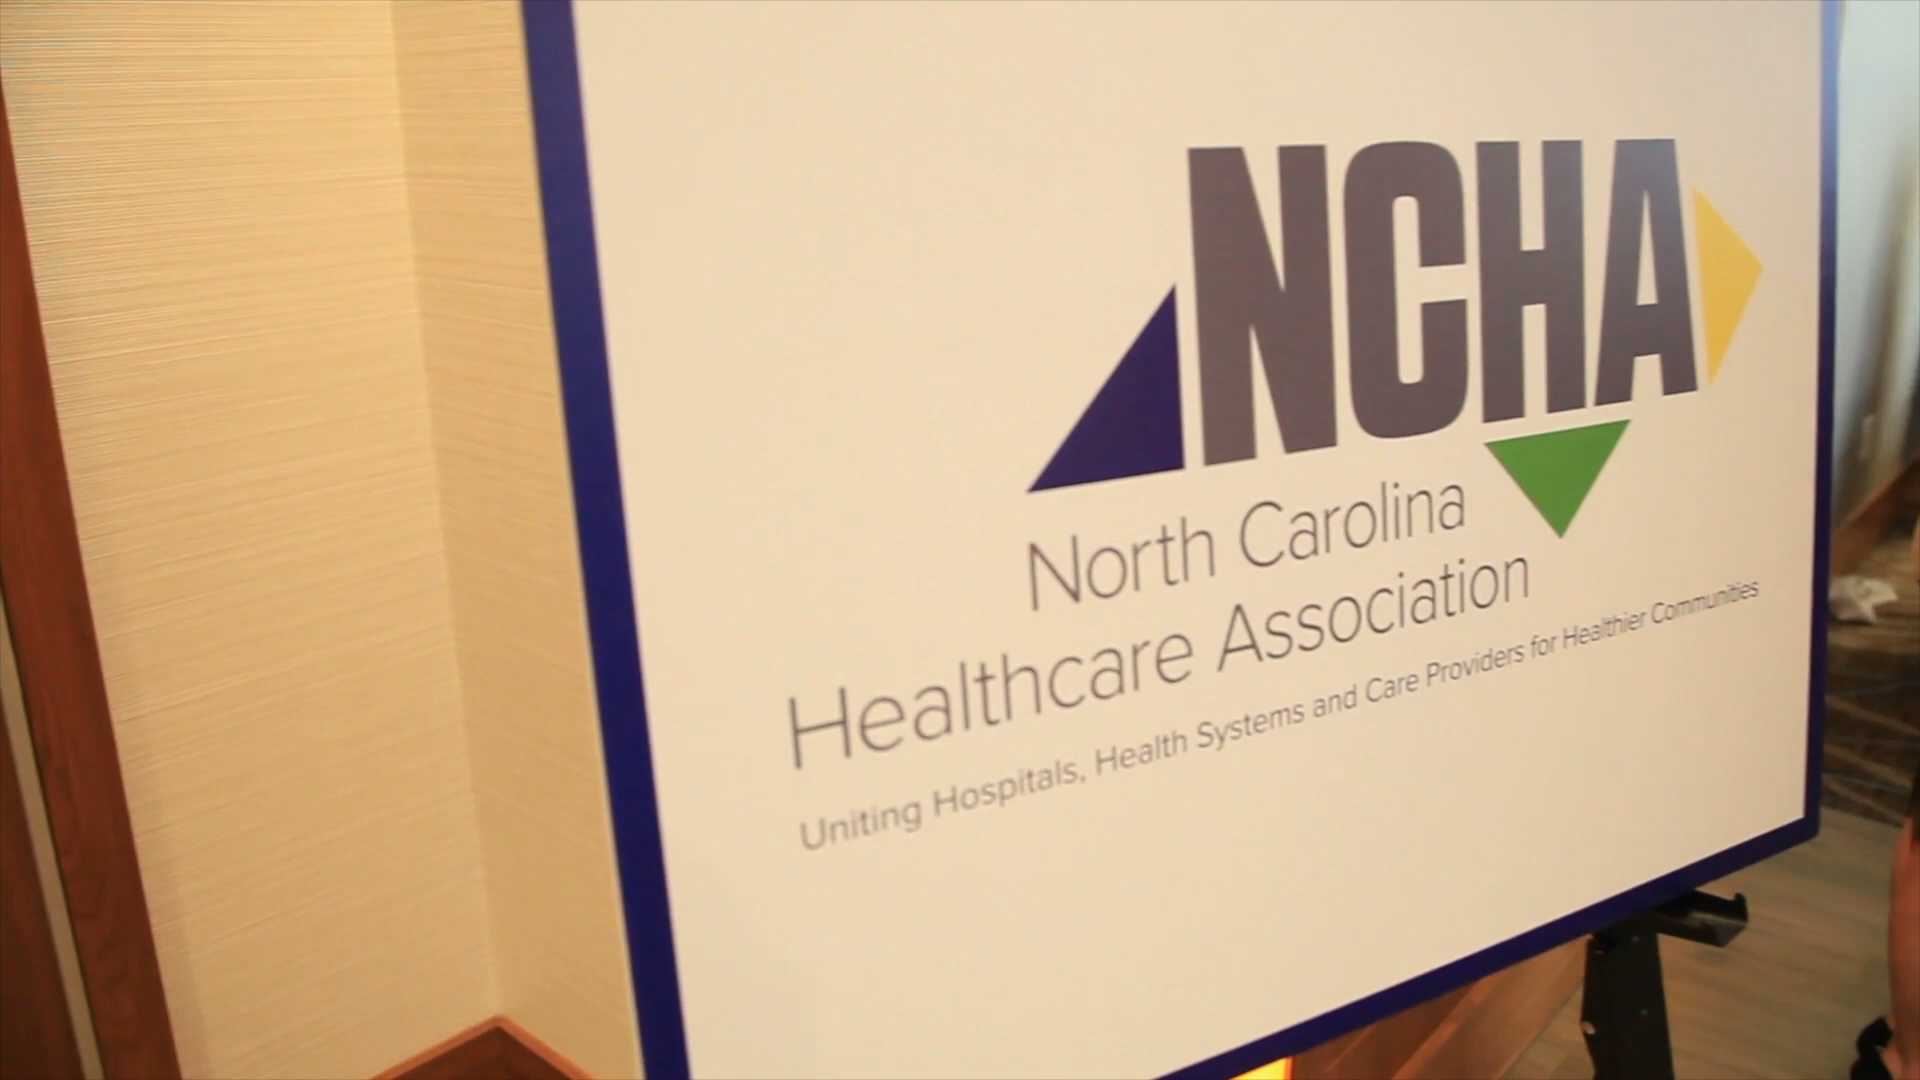 NCHA
North Carolina
Healthcare Association
Uniting Hospitals, Health Systems and Care Providers for Healthier Communities